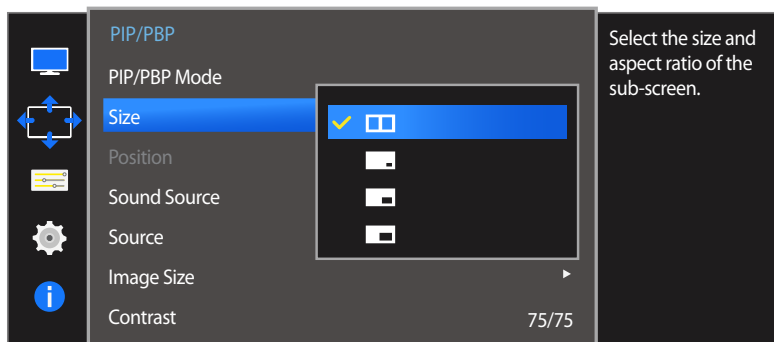 PIP/PBP
PIP/PBP Mode
Size
Position
Sound Source
Source
Image Size
Contrast 75/75
Select the size and
aspect ratio of the
sub-screen.